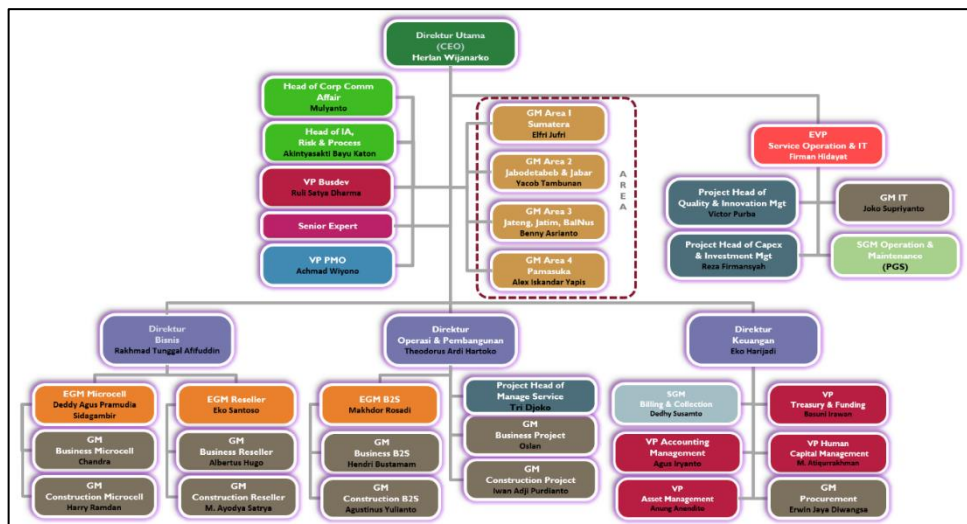 Direktur Utama
(CEO)
Herlan Wijanarko
Head of Corp Comm
Affair
Mulyanto
Head of IA,
Risk & Process
Akintyasakti Bayu Katon
VP Busdev
Ruli Satya Dharma
Senior Expert
VP PMO
Achmad Wiyono
GM Area 1
Sumatera
Elfri Jufri
GM Area 2
Jabodetabeb & Jabar
Yacob Tambunan
GM Area 3
Jateng, Jatim, BalNus
Benny Asrianto
GM Area 4
Pamasuka
Alex Iskandar Yapis
AREA
EVP
Service Operation & IT
Firman Hidayat
Project Head of
Quality & Innovation Mgt
Victor Purba
GM IT
Joko Supriyanto
Project Head of Capex
& Investment Mgt
Reza Firmansyah
SGM Operation &
Maintenance
(PGS)
Direktur
Bisnis
Rakhmad Tunggal Afifuddin
Direktur
Operasi & Pembangunan
Theodorus Ardi Hartoko
Direktur
Keuangan
Eko Harijadi
EGM Microcell
Deddy Agus Pramudia
Sidagambir
GM
Business Microcell
Chandra
GM
Construction Microcell
Harry Ramdan
EGM Reseller
Eko Santoso
GM
Business Reseller
Albertus Hugo
GM
Construction Reseller
M. Ayodya Satrya
EGM B2S
Makhdor Rosadi
GM
Business B2S
Hendri Bustamam
GM
Construction B2S
Agustinus Yulianto
Project Head of
Manage Service
Tri Djoko
GM
Business Project
Oslan
GM
Construction Project
Iwan Adji Purdianto
SGM
Billing & Collection
Dedhy Susamto
VP Accounting
Management
Agus Iryanto
VP
Asset Management
Anung Anandito
VP
Treasury & Funding
Basuni Irawan
VP Human
Capital Management
M. Atiqurrakhman
GM
Procurement
Erwin Jaya Diwangsa